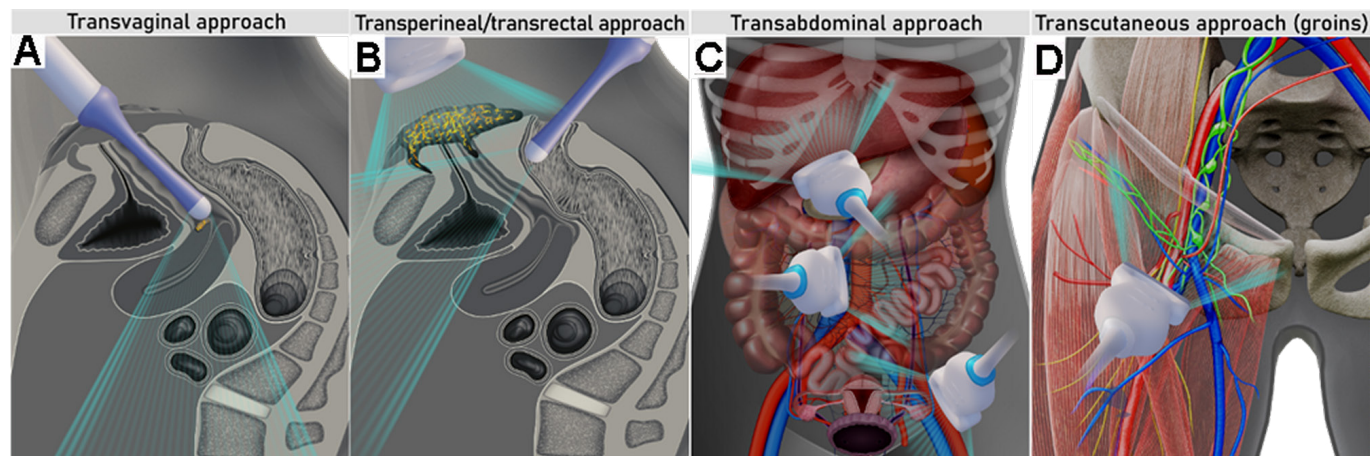 Transvaginal approach
Transperineal/transrectal approach
Transabdominal approach
Transcutaneous approach (groins)
A
B
C
D